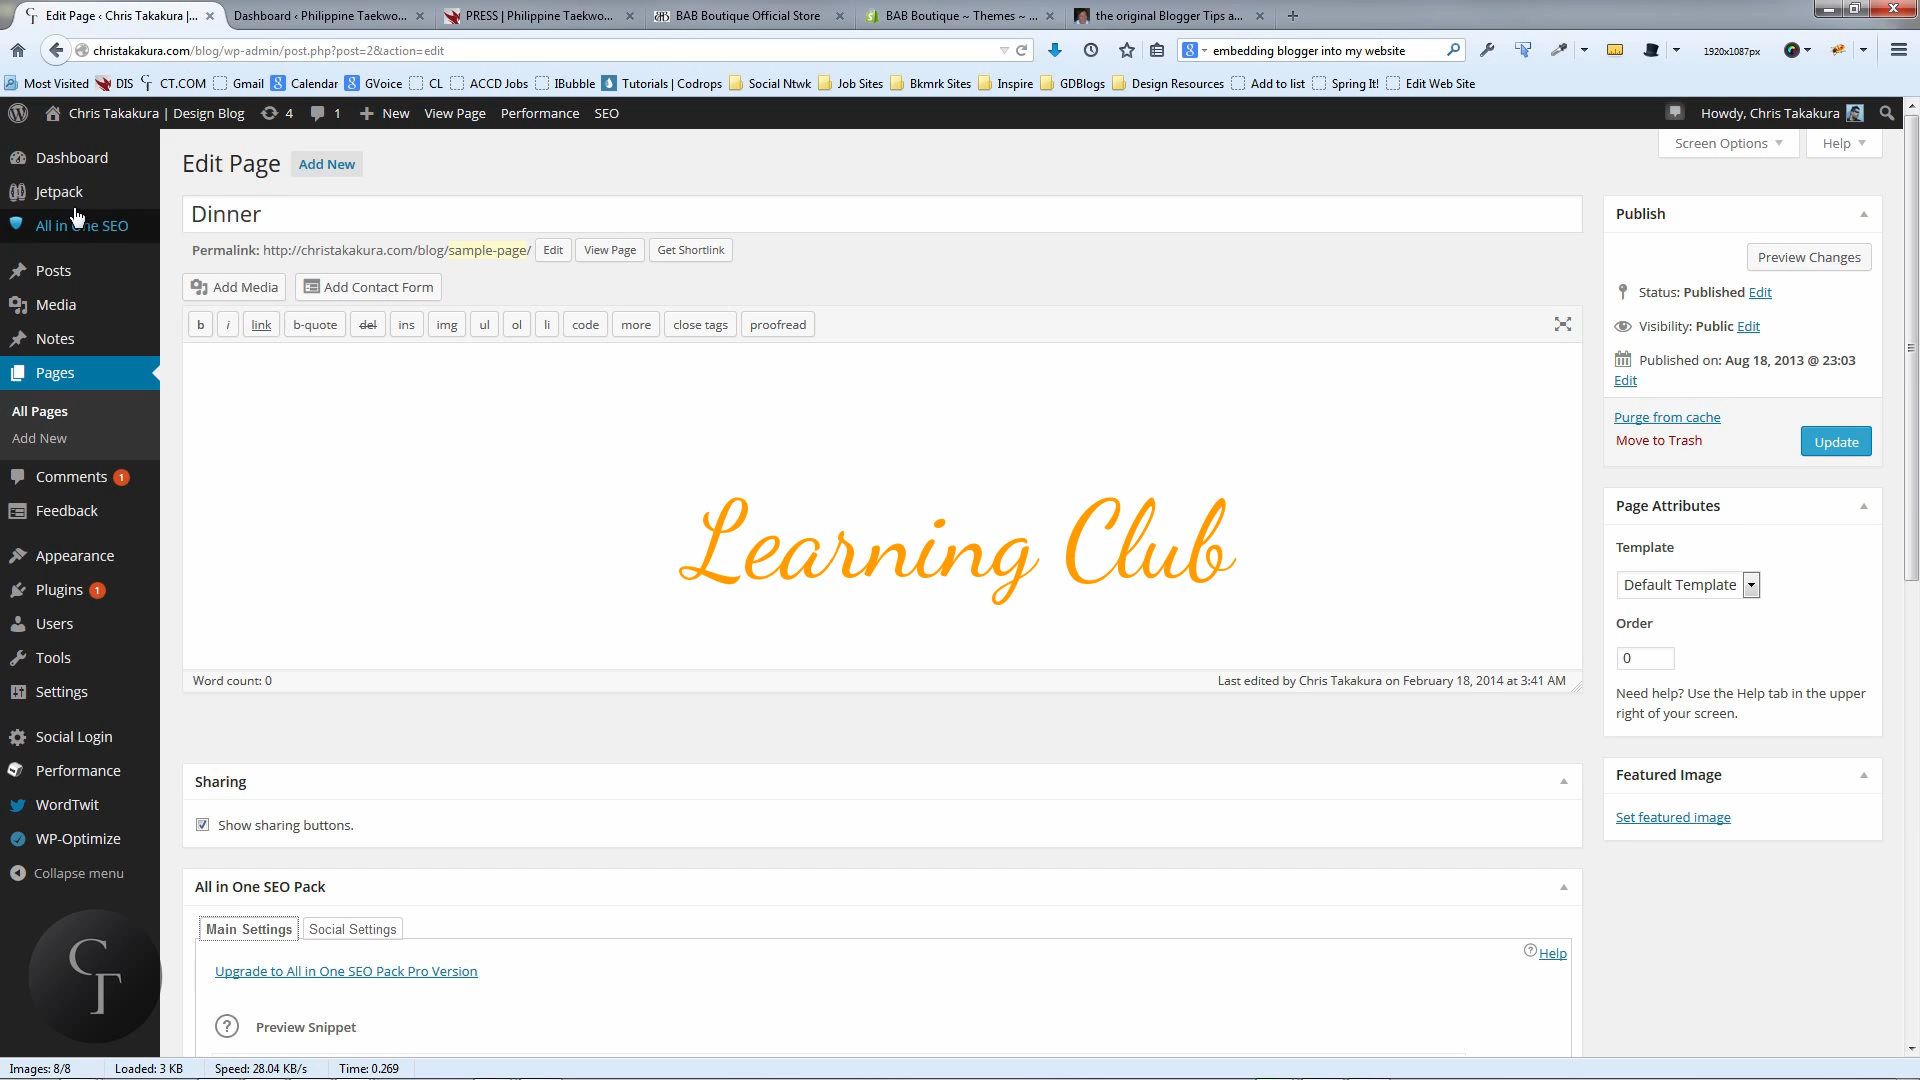 Edit Page ‹ Chris Takakura |...
Dashboard ‹ Philippine Taekwo...
PRESS | Philippine Taekwo...
BAB Boutique Official Store
BAB Boutique ~ Themes ~ ...
the original Blogger Tips a...
christakakura.com/blog/wp-admin/post.php?post=2&action=edit
embedding blogger into my website
1920x1087px
Most Visited DIS CT.COM Gmail Calendar GVoice CL ACCD Jobs IBubble Tutorials | Codrops Social Ntwk Job Sites Bkmrk Sites Inspire GDBlogs Design Resources Add to list Spring It! Edit Web Site
Chris Takakura | Design Blog 4 1 New View Page Performance SEO
Howdy, Chris Takakura
Dashboard
Jetpack
All in One SEO
Posts
Media
Notes
Pages
All Pages
Add New
Comments 1
Feedback
Appearance
Plugins 1
Users
Tools
Settings
Social Login
Performance
WordTwit
WP-Optimize
Collapse menu
CT
Screen Options
Help
Edit Page Add New
Dinner
Permalink: http://christakakura.com/blog/sample-page/ Edit View Page Get Shortlink
Add Media Add Contact Form
b i link b-quote del ins img ul ol li code more close tags proofread
Learning Club
Word count: 0
Last edited by Chris Takakura on February 18, 2014 at 3:41 AM
Sharing
Show sharing buttons.
All in One SEO Pack
Main Settings Social Settings
Help
Upgrade to All in One SEO Pack Pro Version
? Preview Snippet
Publish
Preview Changes
Status: Published Edit
Visibility: Public Edit
Published on: Aug 18, 2013 @ 23:03
Edit
Purge from cache
Move to Trash
Update
Page Attributes
Template
Default Template
Order
0
Need help? Use the Help tab in the upper
right of your screen.
Featured Image
Set featured image
Images: 8/8 Loaded: 3 KB Speed: 28.04 KB/s Time: 0.269